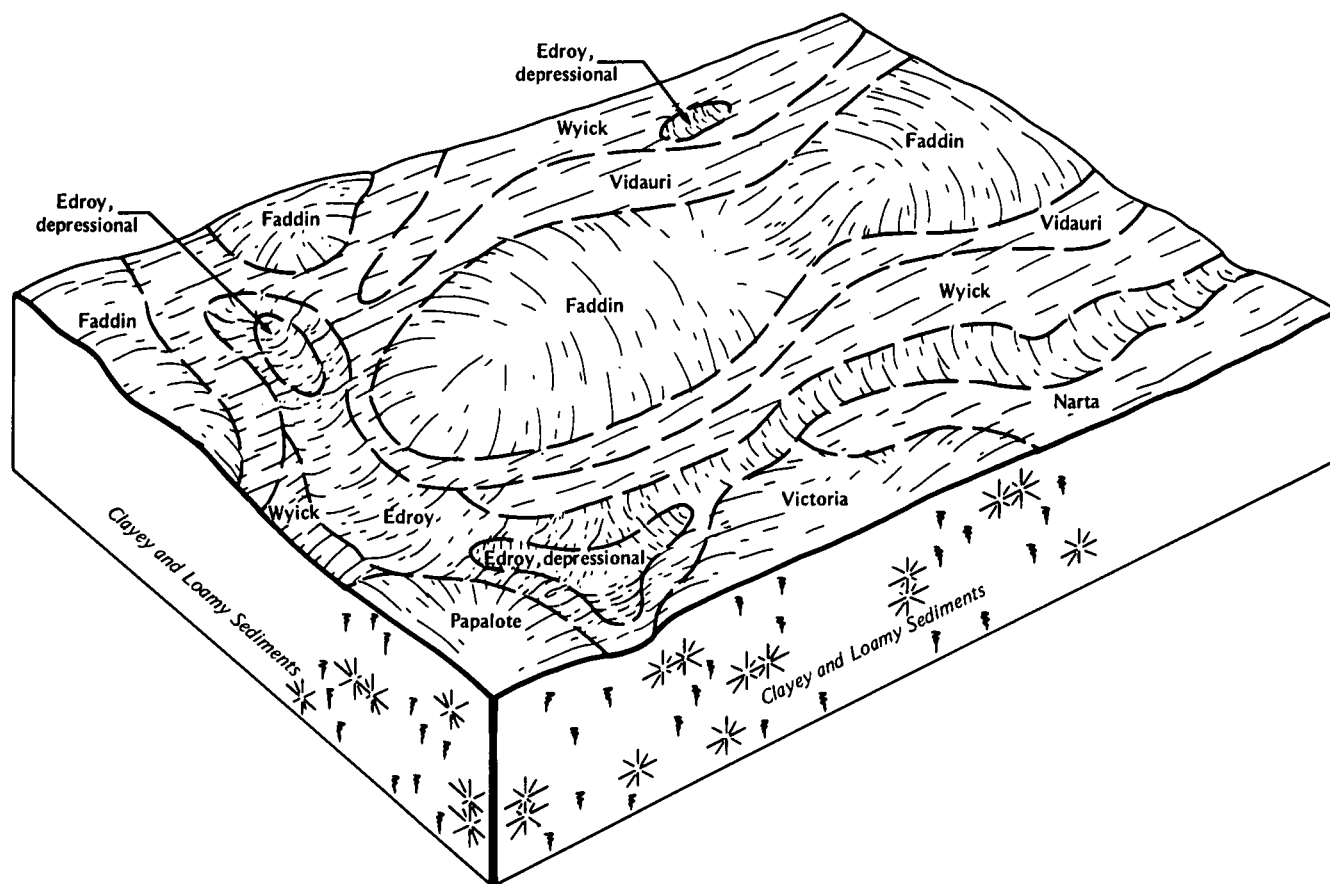 Edroy,
depressional
Wyick
Faddin
Vidauri
Edroy,
depressional
Faddin
Vidauri
Wyick
Faddin
Faddin
Narta
Victoria
Wyick
Edroy
Edroy, depressional
Papalote
Clayey and Loamy Sediments
Clayey and Loamy Sediments